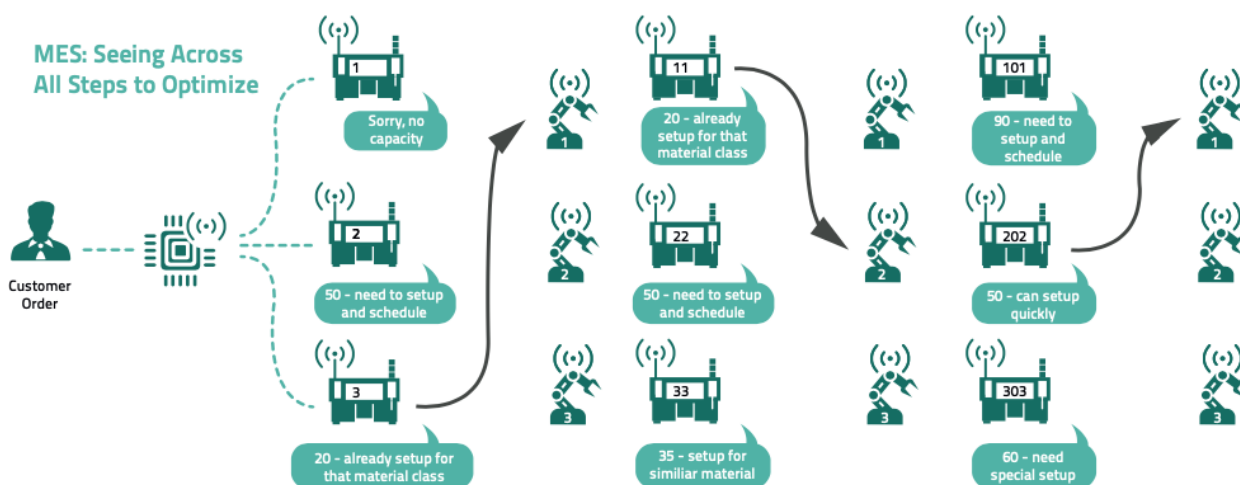 MES: Seeing Across
All Steps to Optimize
Customer
Order
1
Sorry, no
capacity
2
50 - need to setup
and schedule
3
20 - already setup for
that material class
1
2
3
11
20 - already
setup for that
material class
22
50 - need to setup
and schedule
33
35 - setup for
similiar material
1
2
3
101
90 - need to
setup and
schedule
202
50 - can setup
quickly
303
60 - need
special setup
1
2
3